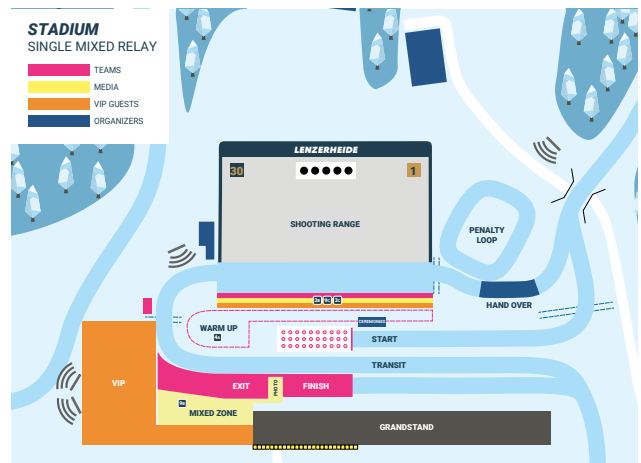 STADIUM
SINGLE MIXED RELAY
TEAMS
MEDIA
VIP GUESTS
ORGANIZERS
LENZERHEIDE
30
1
SHOOTING RANGE
PENALTY
LOOP
HAND OVER
WARM UP
START
TRANSIT
VIP
EXIT
PHOTO
FINISH
MIXED ZONE
GRANDSTAND